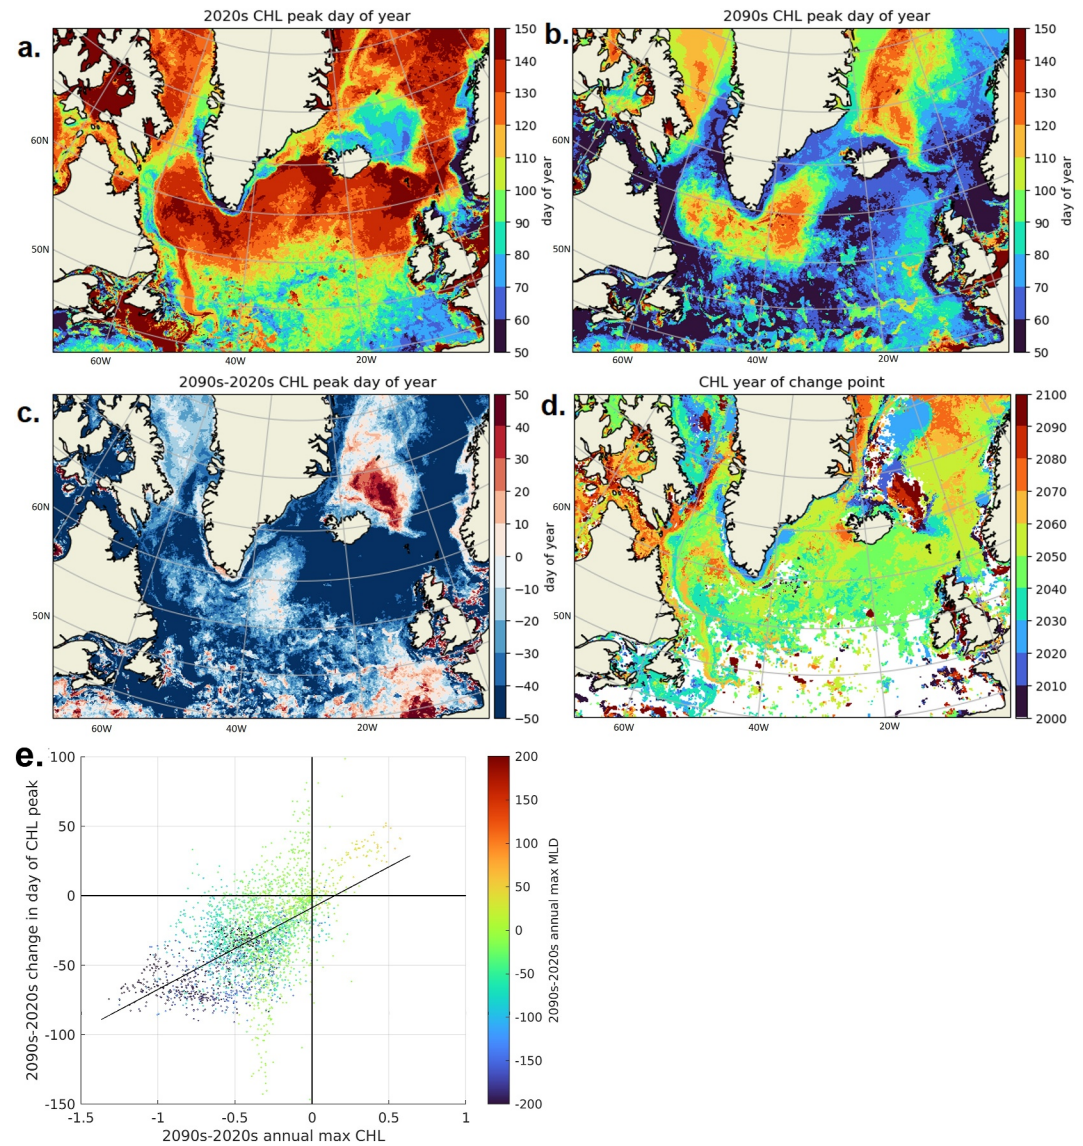 a.
2020s CHL peak day of year
60N
50N
60W
40W
20W
150
140
130
120
110
100
90
80
70
60
50
day of year
b.
2090s CHL peak day of year
60N
50N
60W
40W
20W
150
140
130
120
110
100
90
80
70
60
50
day of year
c.
2090s-2020s CHL peak day of year
60N
50N
60W
40W
20W
50
40
30
20
10
0
-10
-20
-30
-40
-50
day of year
d.
CHL year of change point
60N
50N
60W
40W
20W
2100
2090
2080
2070
2060
2050
2040
2030
2020
2010
2000
e.
2090s-2020s change in day of CHL peak
100
50
0
-50
-100
-150
-1.5
-1
-0.5
0
0.5
1
2090s-2020s annual max CHL
200
150
100
50
0
-50
-100
-150
-200
2090s-2020s annual max MLD